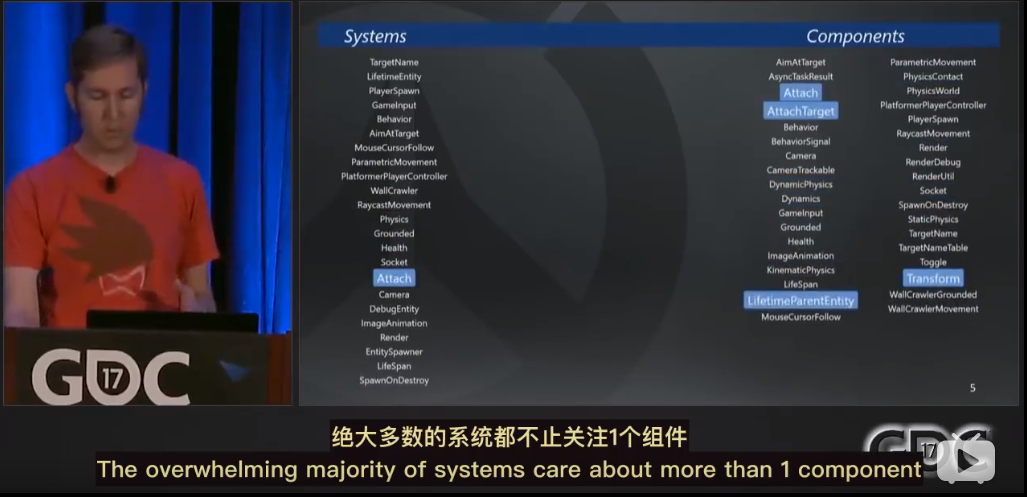 Systems
TargetName
LifetimeEntity
PlayerSpawn
GameInput
Behavior
AimAtTarget
MouseCursorFollow
ParametricMovement
PlatformerPlayerController
WallCrawler
RaycastMovement
Physics
Grounded
Health
Socket
Attach
Camera
DebugEntity
ImageAnimation
Render
EntitySpawner
LifeSpan
SpawnOnDestroy
Components
AimAtTarget
AsyncTaskResult
Attach
AttachTarget
Behavior
BehaviorSignal
Camera
CameraTrackable
DynamicPhysics
Dynamics
GameInput
Grounded
Health
ImageAnimation
KinematicPhysics
LifeSpan
LifetimeParentEntity
MouseCursorFollow
ParametricMovement
PhysicsContact
PhysicsWorld
PlatformerPlayerController
PlayerSpawn
RaycastMovement
Render
RenderDebug
RenderUtil
Socket
SpawnOnDestroy
StaticPhysics
TargetName
TargetNameTable
Toggle
Transform
WallCrawlerGrounded
WallCrawlerMovement
5
GDC 17
绝大多数的系统都不止关注1个组件
The overwhelming majority of systems care about more than 1 component
GDC 17